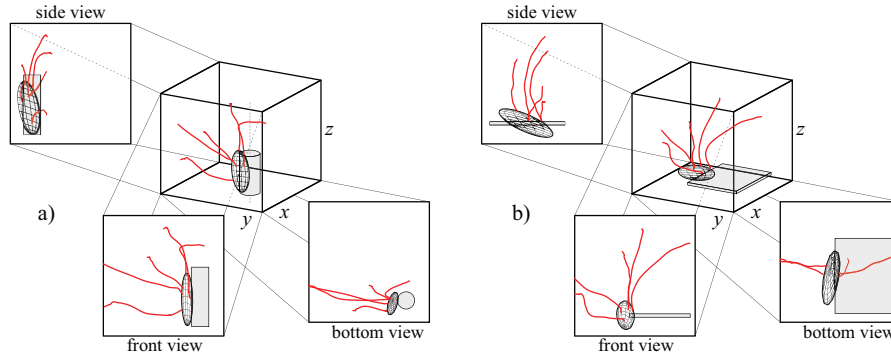 side view
side view
z
z
a)
y
x
b)
y
x
front view
bottom view
front view
bottom view